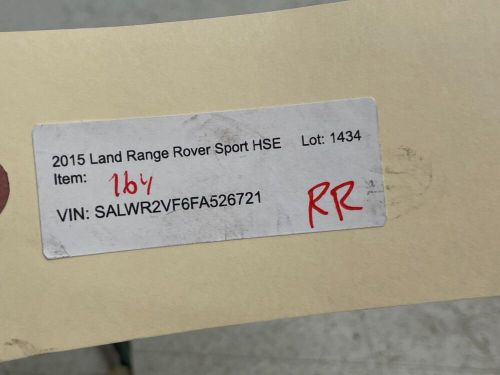 2015 Land Range Rover Sport HSE Lot: 1434
Item: 164
VIN: SALWR2VF6FA526721
RR